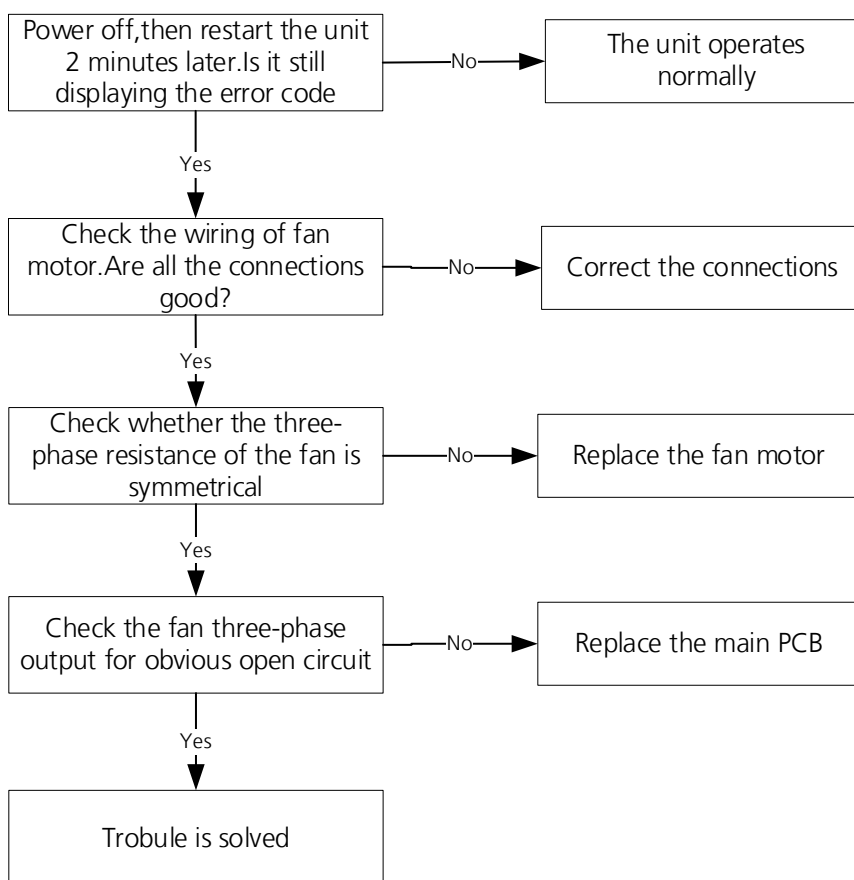 Power off,then restart the unit
2 minutes later.Is it still
displaying the error code
No
The unit operates
normally
Yes
Check the wiring of fan
motor.Are all the connections
good?
No
Correct the connections
Yes
Check whether the three-
phase resistance of the fan is
symmetrical
No
Replace the fan motor
Yes
Check the fan three-phase
output for obvious open circuit
No
Replace the main PCB
Yes
Trobule is solved